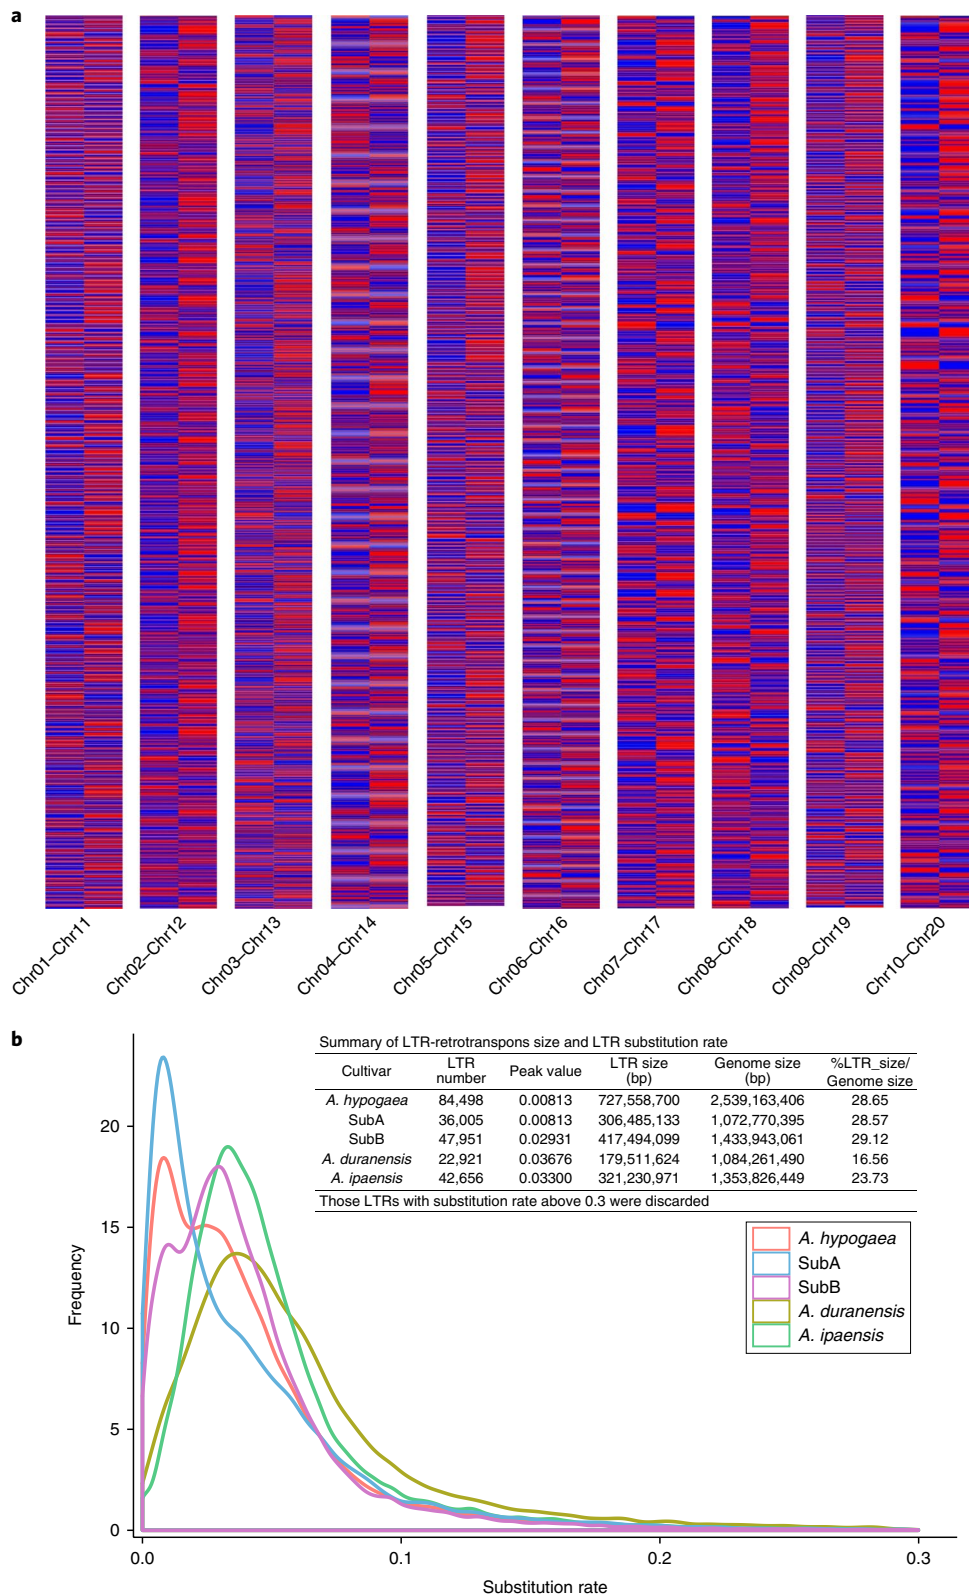 a
Chr01–Chr11
Chr02–Chr12
Chr03–Chr13
Chr04–Chr14
Chr05–Chr15
Chr06–Chr16
Chr07–Chr17
Chr08–Chr18
Chr09–Chr19
Chr10–Chr20
b
Summary of LTR-retrotranspons size and LTR substitution rate
Cultivar LTR number Peak value LTR size (bp) Genome size (bp) %LTR_size/ Genome size
A. hypogaea 84,498 0.00813 727,558,700 2,539,163,406 28.65
SubA 36,005 0.00813 306,485,133 1,072,770,395 28.57
SubB 47,951 0.02931 417,494,099 1,433,943,061 29.12
A. duranensis 22,921 0.03676 179,511,624 1,084,261,490 16.56
A. ipaensis 42,656 0.03300 321,230,971 1,353,826,449 23.73
Those LTRs with substitution rate above 0.3 were discarded
A. hypogaea
SubA
SubB
A. duranensis
A. ipaensis
Frequency
20
15
10
5
0
0.0 0.1 0.2 0.3
Substitution rate